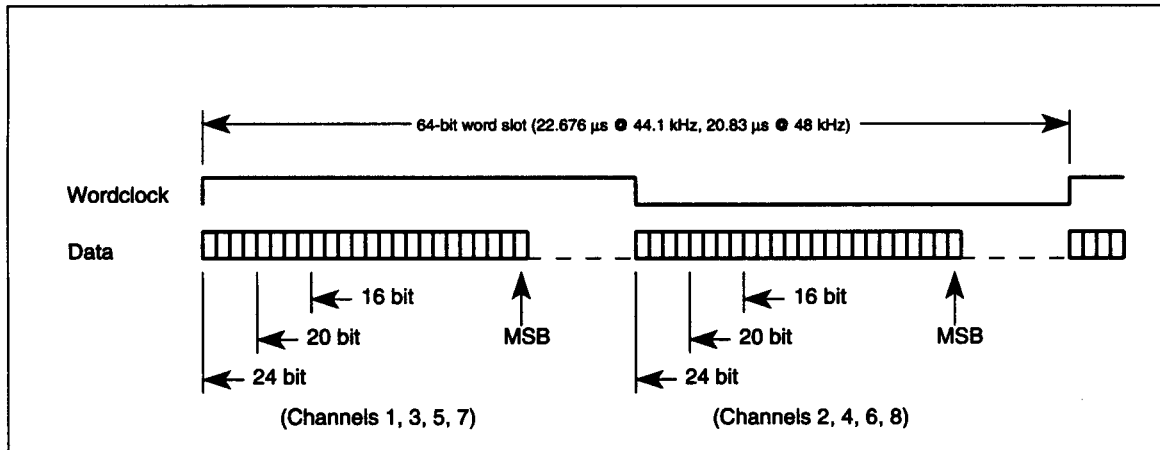 64-bit word slot (22.676 µs @ 44.1 kHz, 20.83 µs @ 48 kHz)
Wordclock
Data
16 bit
16 bit
20 bit
MSB
20 bit
MSB
24 bit
24 bit
(Channels 1, 3, 5, 7)
(Channels 2, 4, 6, 8)